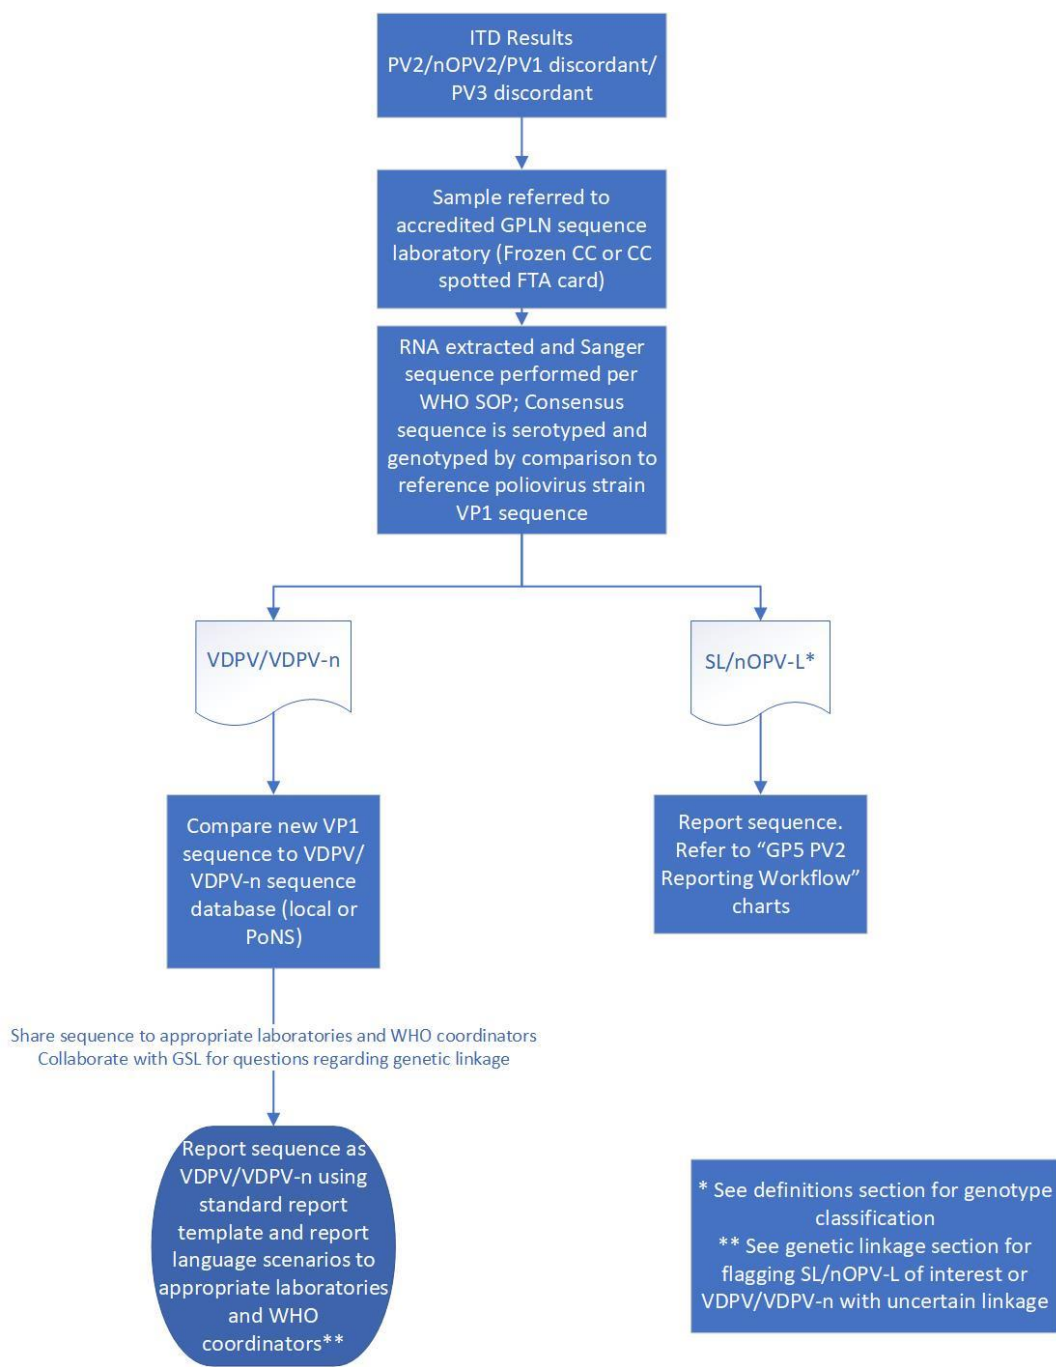 ITD Results
PV2/nOPV2/PV1 discordant/
PV3 discordant
Sample referred to
accredited GPLN sequence
laboratory (Frozen CC or CC
spotted FTA card)
RNA extracted and Sanger
sequence performed per
WHO SOP; Consensus
sequence is serotyped and
genotyped by comparison to
reference poliovirus strain
VP1 sequence
VDPV/VDPV-n
SL/nOPV-L*
Compare new VP1
sequence to VDPV/
VDPV-n sequence
database (local or
PoNS)
Report sequence.
Refer to “GP5 PV2
Reporting Workflow”
charts
Share sequence to appropriate laboratories and WHO coordinators
Collaborate with GSL for questions regarding genetic linkage
Report sequence as
VDPV/VDPV-n using
standard report
template and report
language scenarios to
appropriate laboratories
and WHO
coordinators**
* See definitions section for genotype
classification
** See genetic linkage section for
flagging SL/nOPV-L of interest or
VDPV/VDPV-n with uncertain linkage